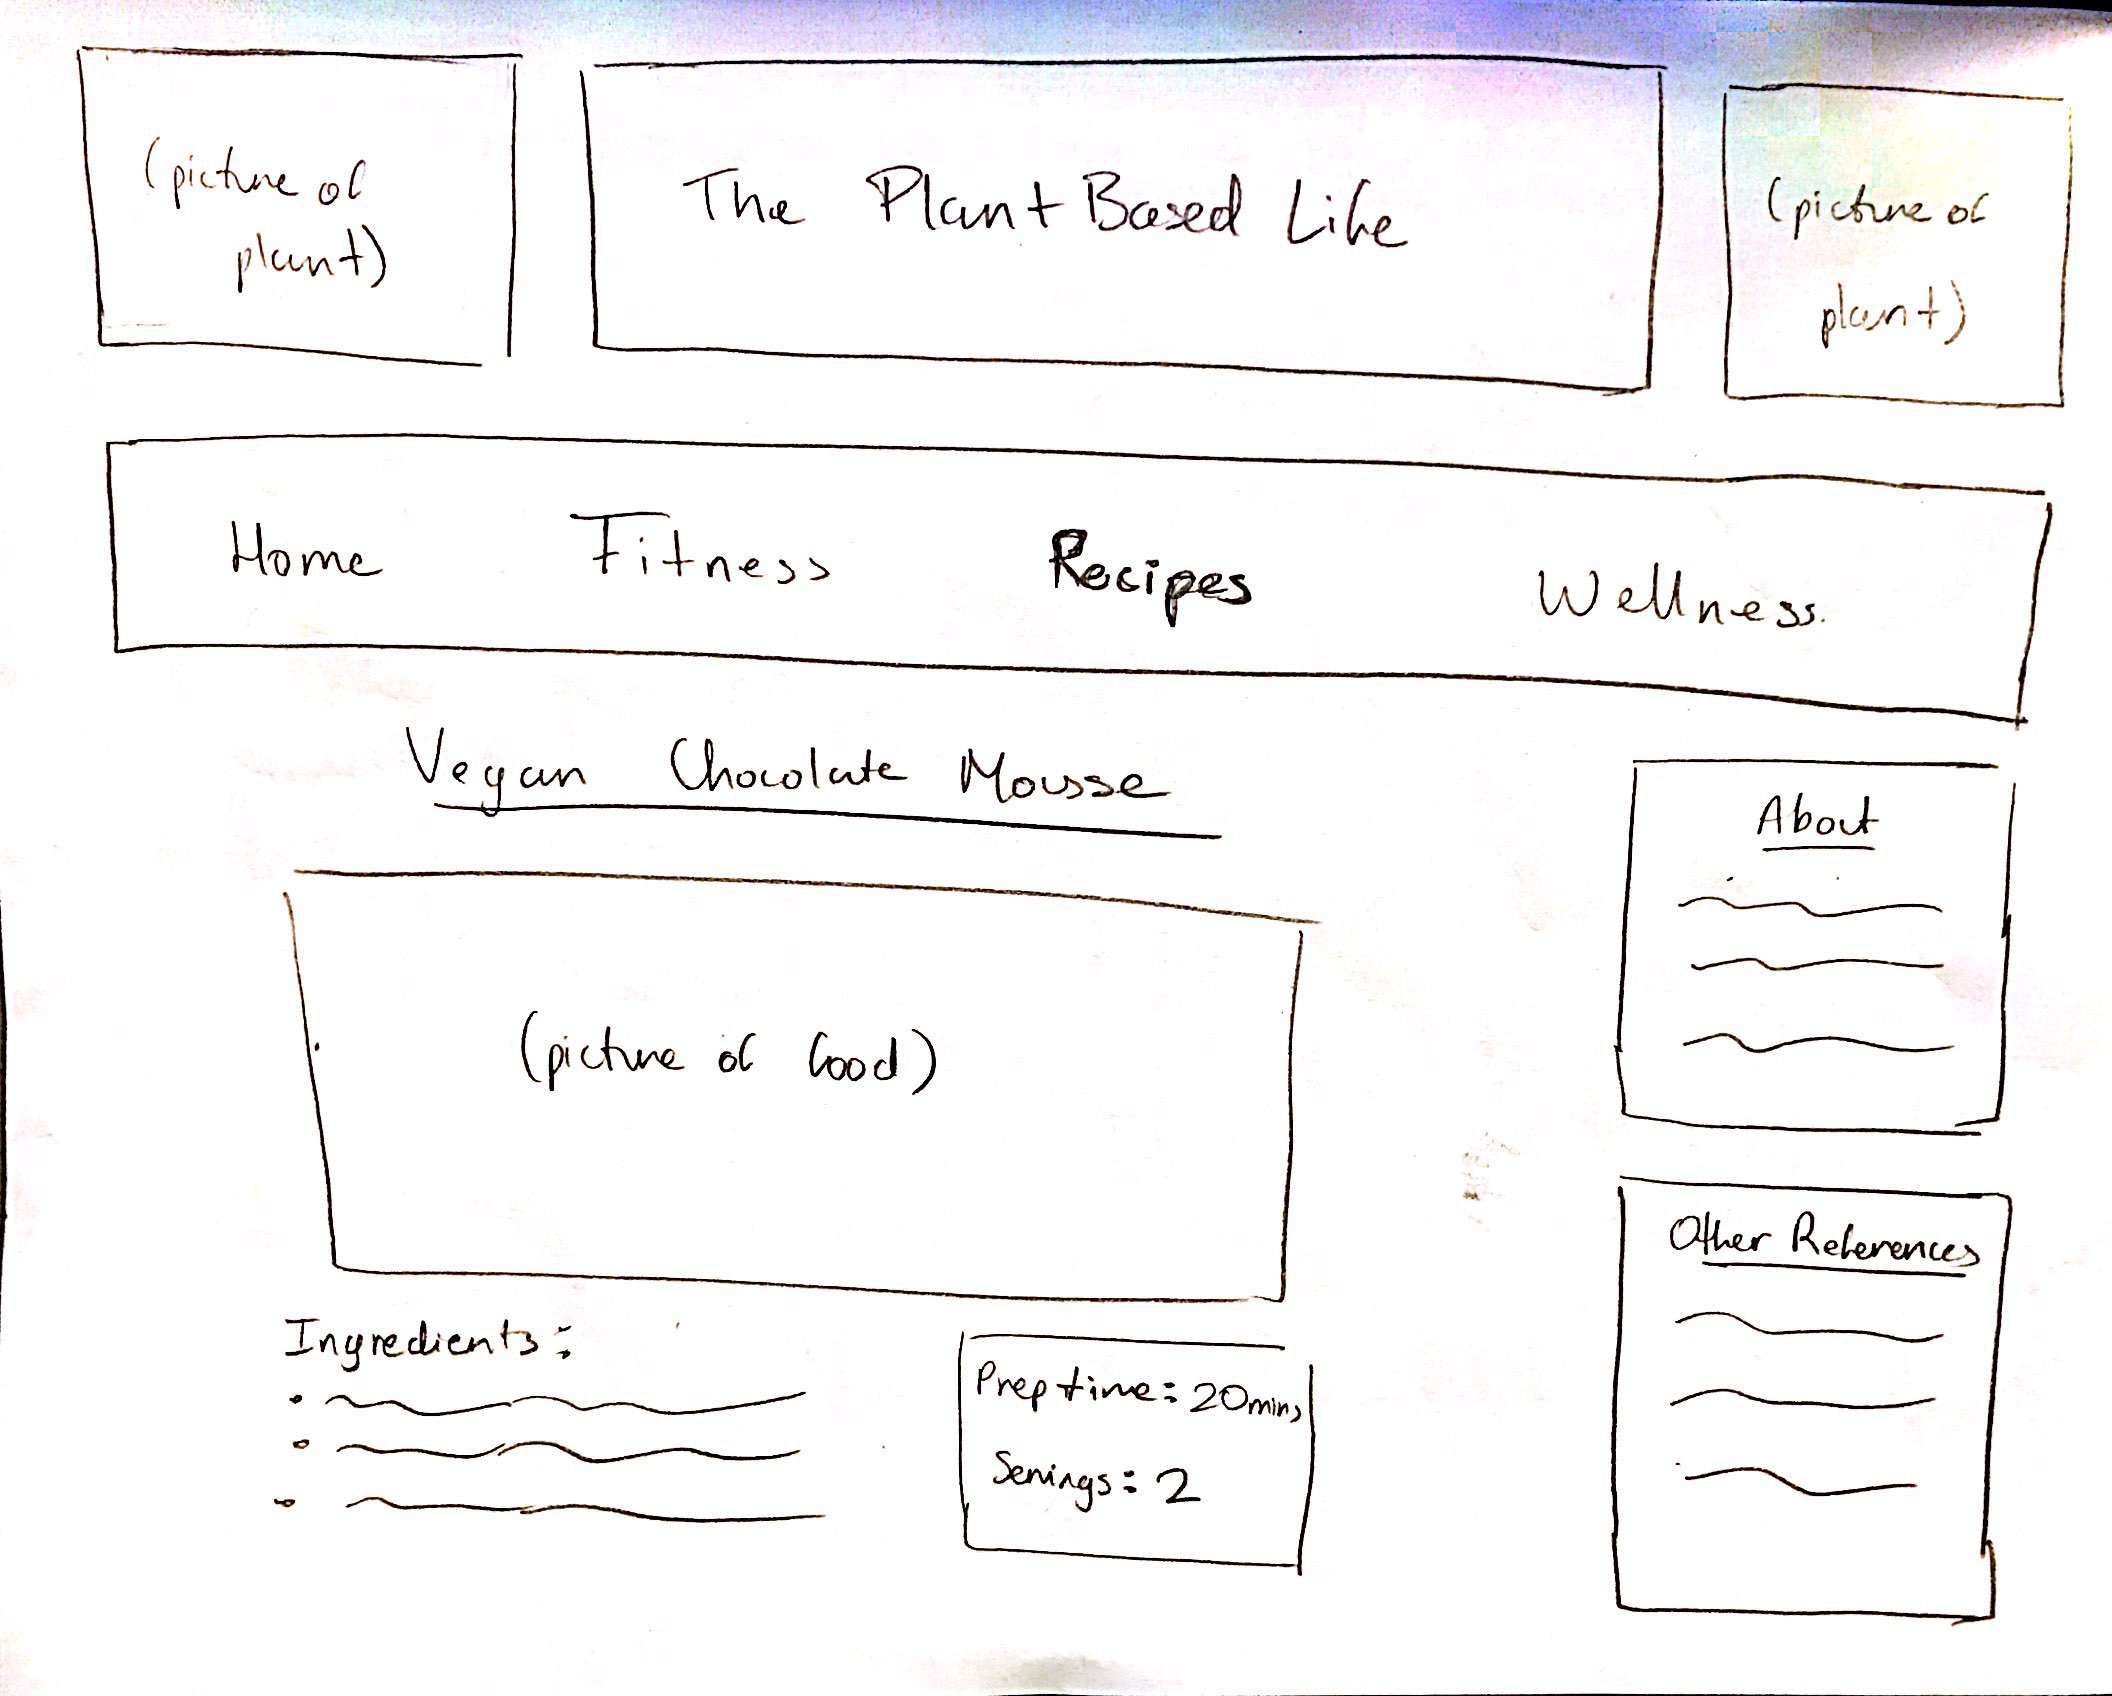 (picture of
plant)
The Plant Based Life
(picture of
plant)
Home Fitness Recipes Wellness.
Vegan Chocolate Mousse
About
(picture of food)
Other References
Ingredients:
Prep time: 20mins
Servings: 2